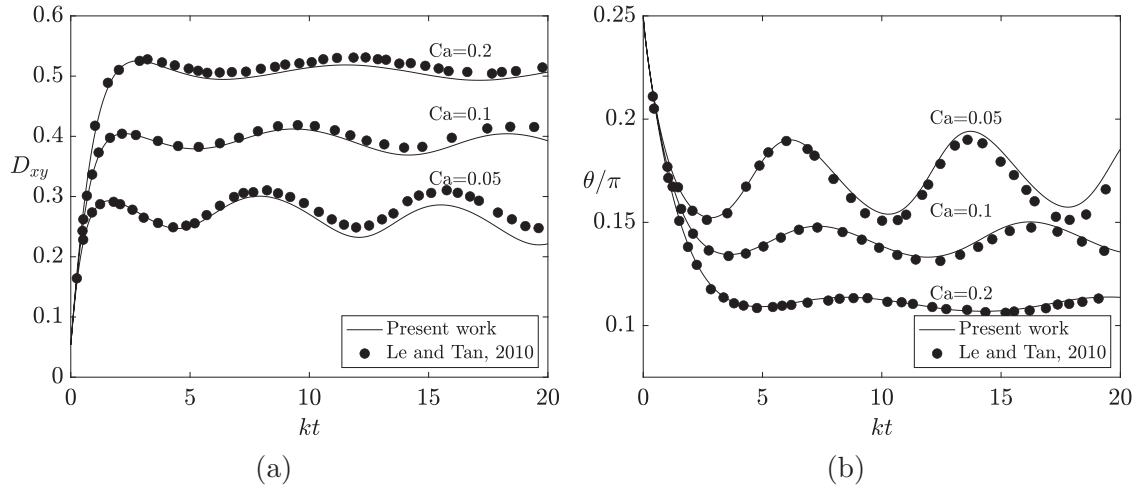 0.6
0.5
0.4
0.3
0.2
0.1
0
D_{xy}
Ca=0.2
Ca=0.1
Ca=0.05
Present work
Le and Tan, 2010
0 5 10 15 20
kt
(a)
0.25
0.2
0.15
0.1
θ/π
Ca=0.05
Ca=0.1
Ca=0.2
Present work
Le and Tan, 2010
0 5 10 15 20
kt
(b)